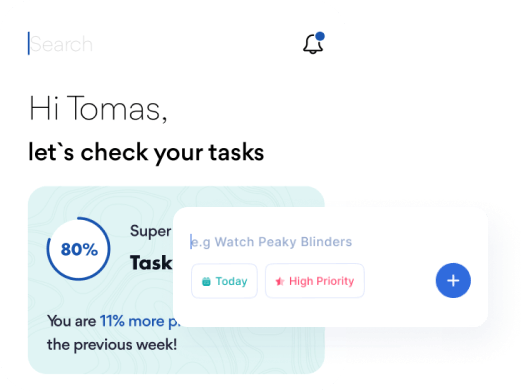 Search
Hi Tomas,
let`s check your tasks
80%
Super
Task
e.g Watch Peaky Blinders
Today
High Priority
You are 11% more
the previous week!